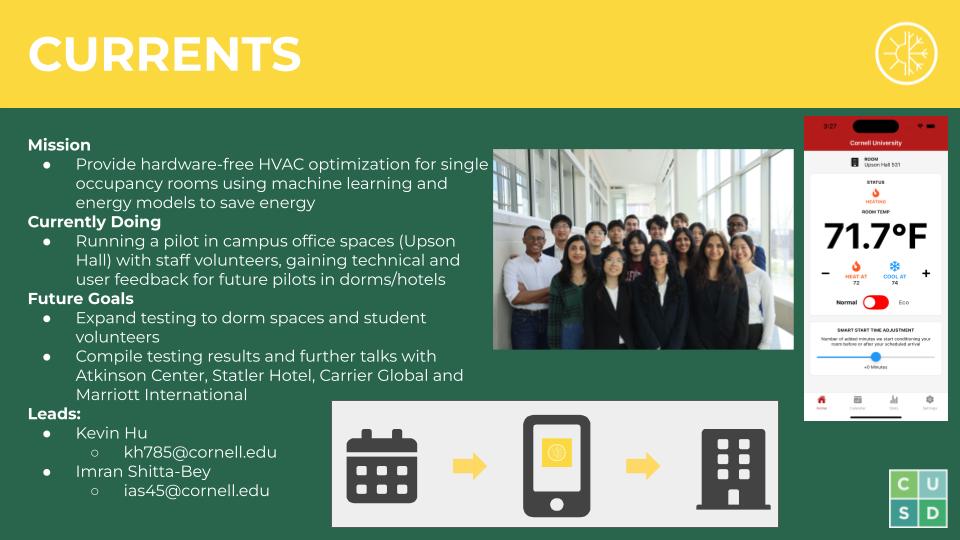 CURRENTS
Mission
● Provide hardware-free HVAC optimization for single
occupancy rooms using machine learning and
energy models to save energy
Currently Doing
● Running a pilot in campus office spaces (Upson
Hall) with staff volunteers, gaining technical and
user feedback for future pilots in dorms/hotels
Future Goals
● Expand testing to dorm spaces and student
volunteers
● Compile testing results and further talks with
Atkinson Center, Statler Hotel, Carrier Global and
Marriott International
Leads:
● Kevin Hu
○ kh785@cornell.edu
● Imran Shitta-Bey
○ ias45@cornell.edu
3:27
Cornell University
ROOM
Upson Hall 531
STATUS
HEATING
ROOM TEMP
71.7°F
− HEAT AT COOL AT +
72 74
Normal Eco
SMART START TIME ADJUSTMENT
Number of added minutes we start conditioning your
room before or after your scheduled arrival
+0 Minutes
Home Calendar Stats Settings
C U
S D